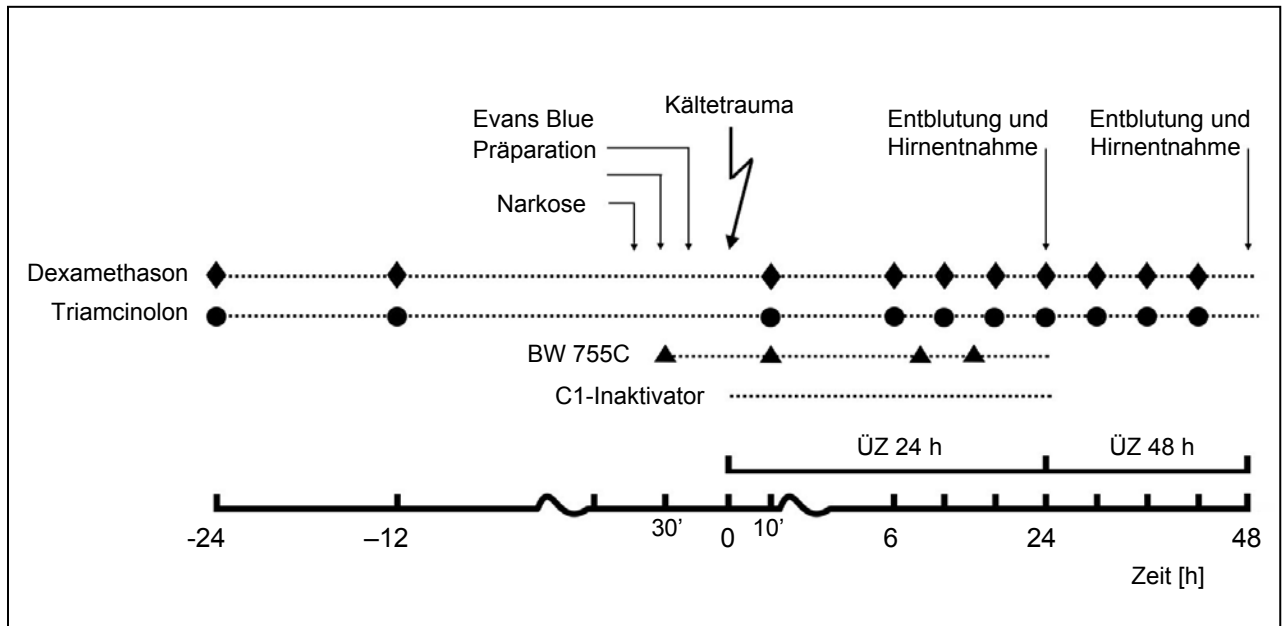 Kältetrauma
Evans Blue
Präparation
Narkose
Entblutung und
Hirnentnahme
Entblutung und
Hirnentnahme
Dexamethason
Triamcinolon
BW 755C
C1-Inaktivator
ÜZ 24 h
ÜZ 48 h
-24
–12
30’
0
10’
6
24
48
Zeit [h]